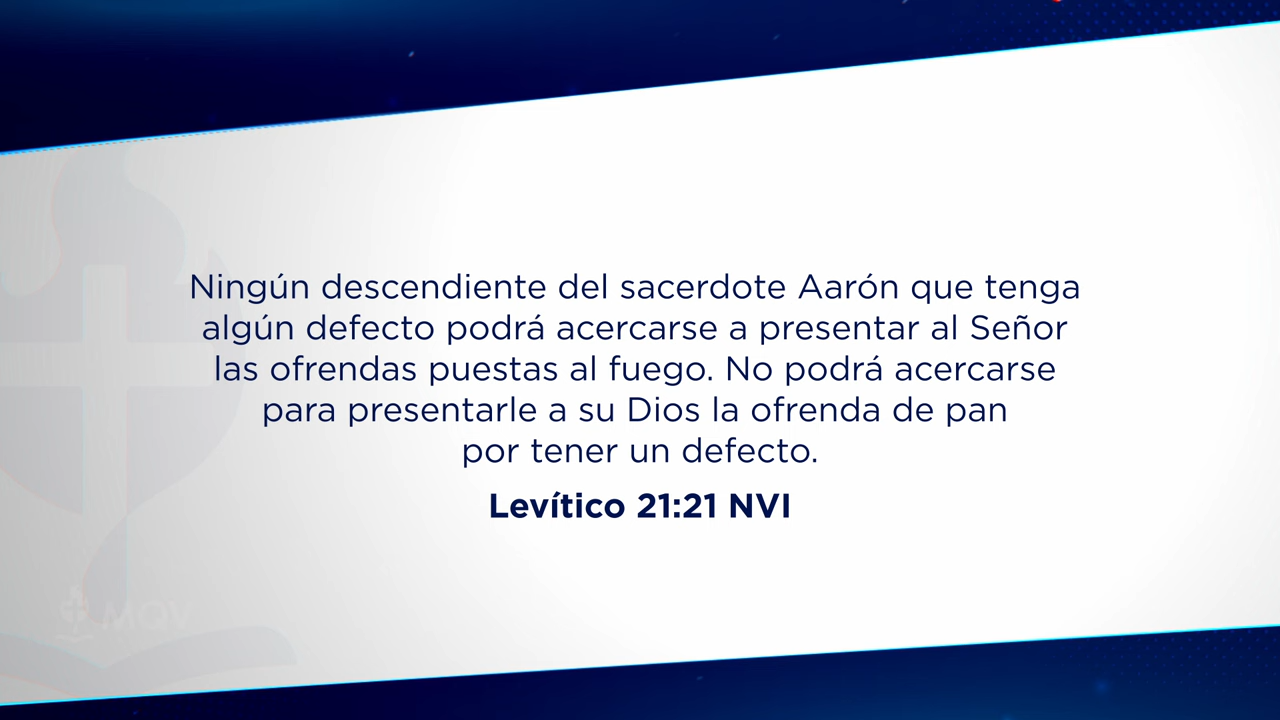 Ningún descendiente del sacerdote Aarón que tenga
algún defecto podrá acercarse a presentar al Señor
las ofrendas puestas al fuego. No podrá acercarse
para presentarle a su Dios la ofrenda de pan
por tener un defecto.
Levítico 21:21 NVI
MQV